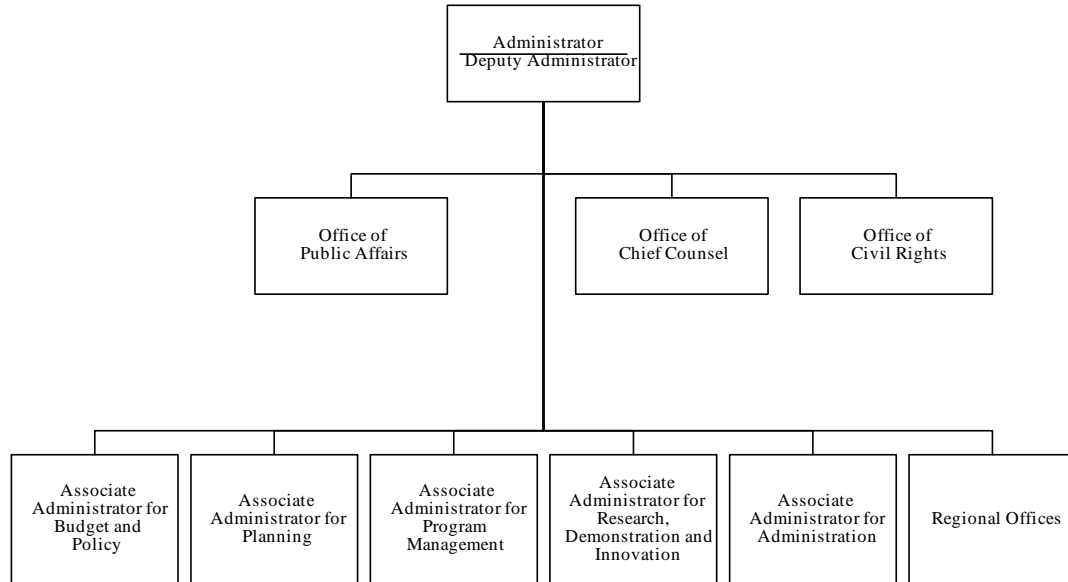 Administrator
Deputy Administrator
Office of
Public Affairs
Office of
Chief Counsel
Office of
Civil Rights
Associate
Administrator for
Budget and
Policy
Associate
Administrator for
Planning
Associate
Administrator for
Program
Management
Associate
Administrator for
Research,
Demonstration and
Innovation
Associate
Administrator for
Administration
Regional Offices